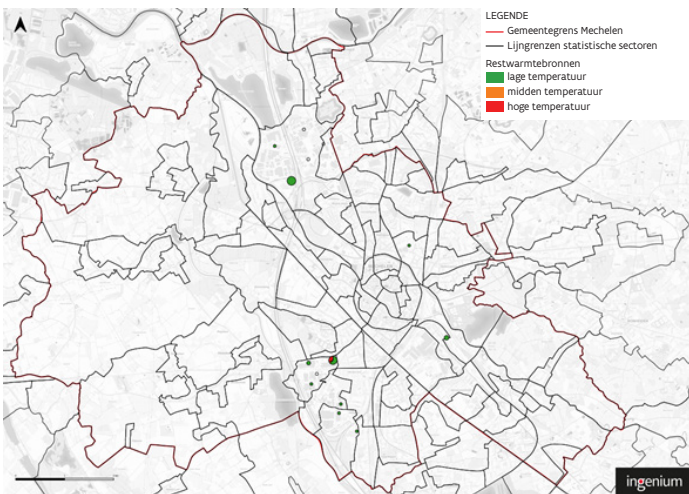 LEGENDE
Gemeentegrens Mechelen
Lijngrenzen statistische sectoren
Restwarmtebronnen
lage temperatuur
midden temperatuur
hoge temperatuur
ingenium